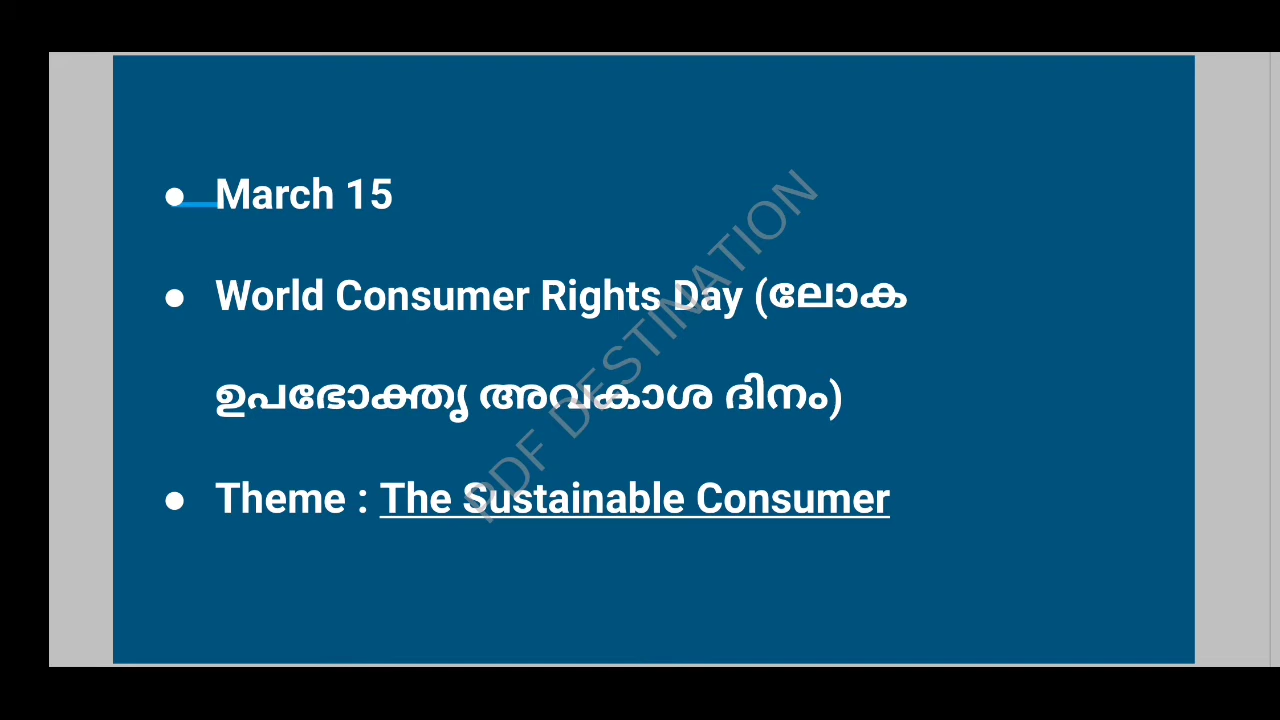 ● March 15
● World Consumer Rights Day (ലോക
ഉപഭോക്തൃ അവകാശ ദിനം)
● Theme : The Sustainable Consumer
PDF DESTINATION